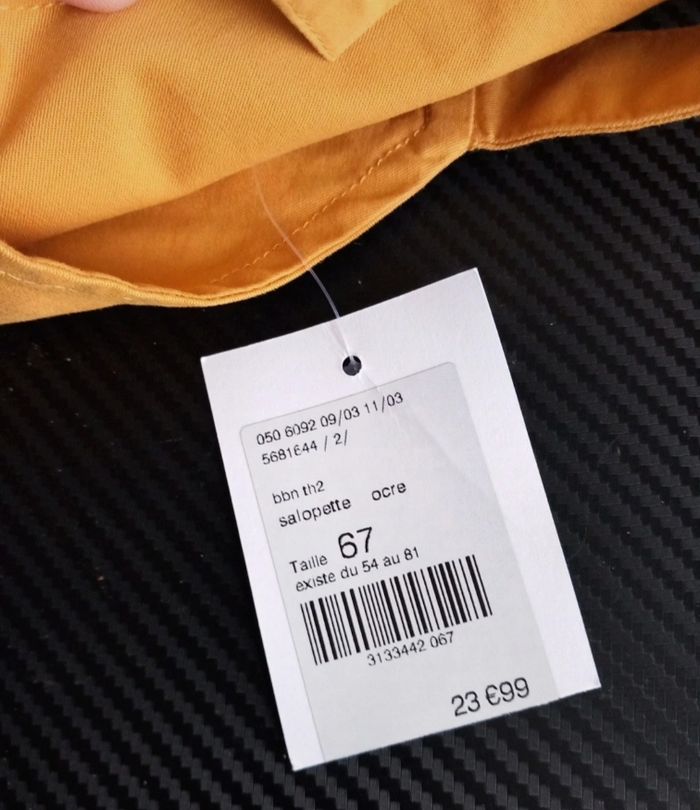 050 6092 09/03 11/03
5681644 / 2/
bbn th2
salopette ocre
Taille 67
existe du 54 au 81
3133442 067
23 €99